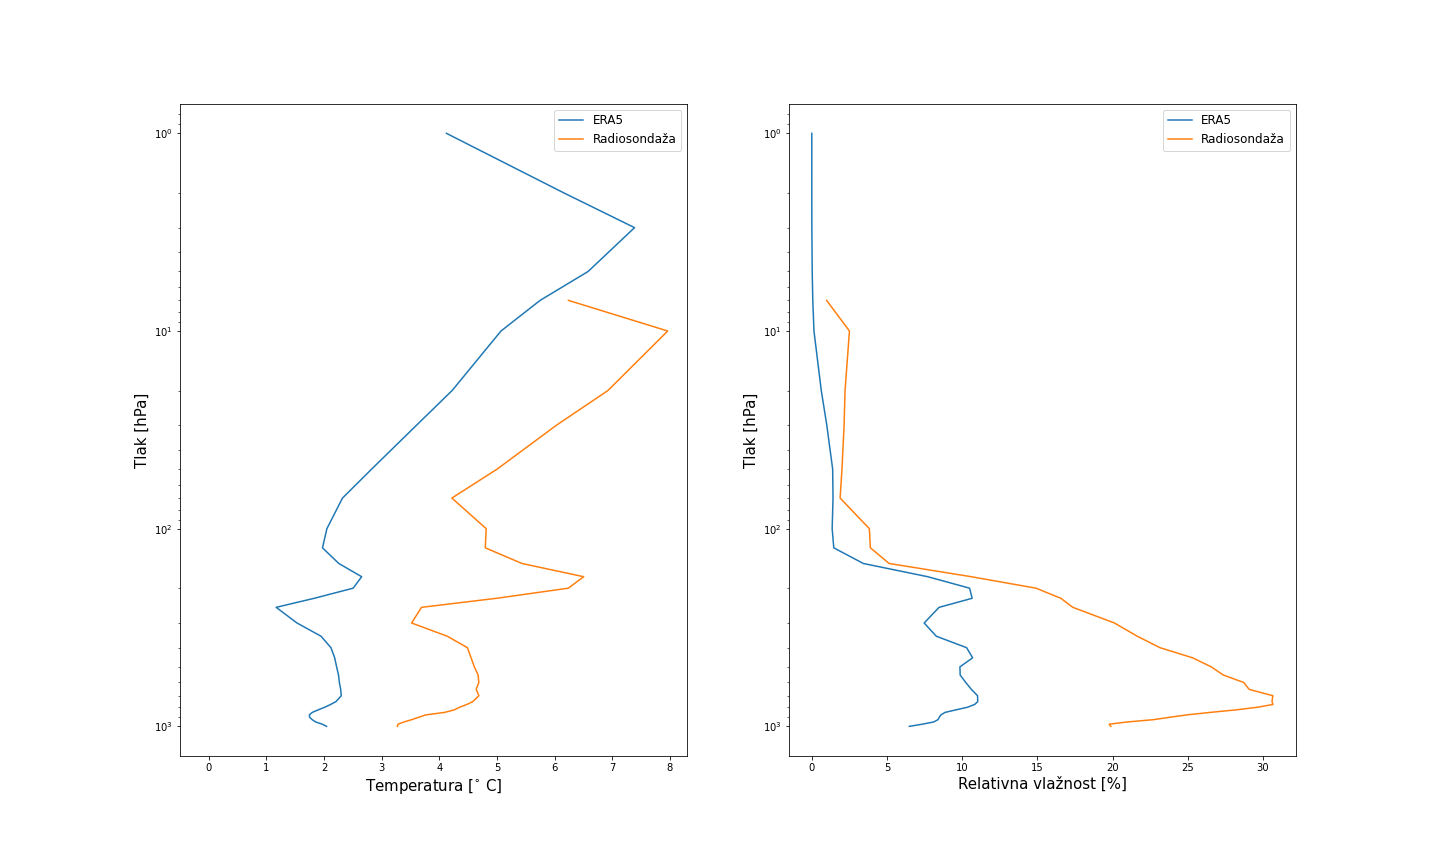 ERA5
Radiosondaža
10⁰
10¹
10²
10³
Tlak [hPa]
0 1 2 3 4 5 6 7 8
Temperatura [° C]
ERA5
Radiosondaža
10⁰
10¹
10²
10³
Tlak [hPa]
0 5 10 15 20 25 30
Relativna vlažnost [%]